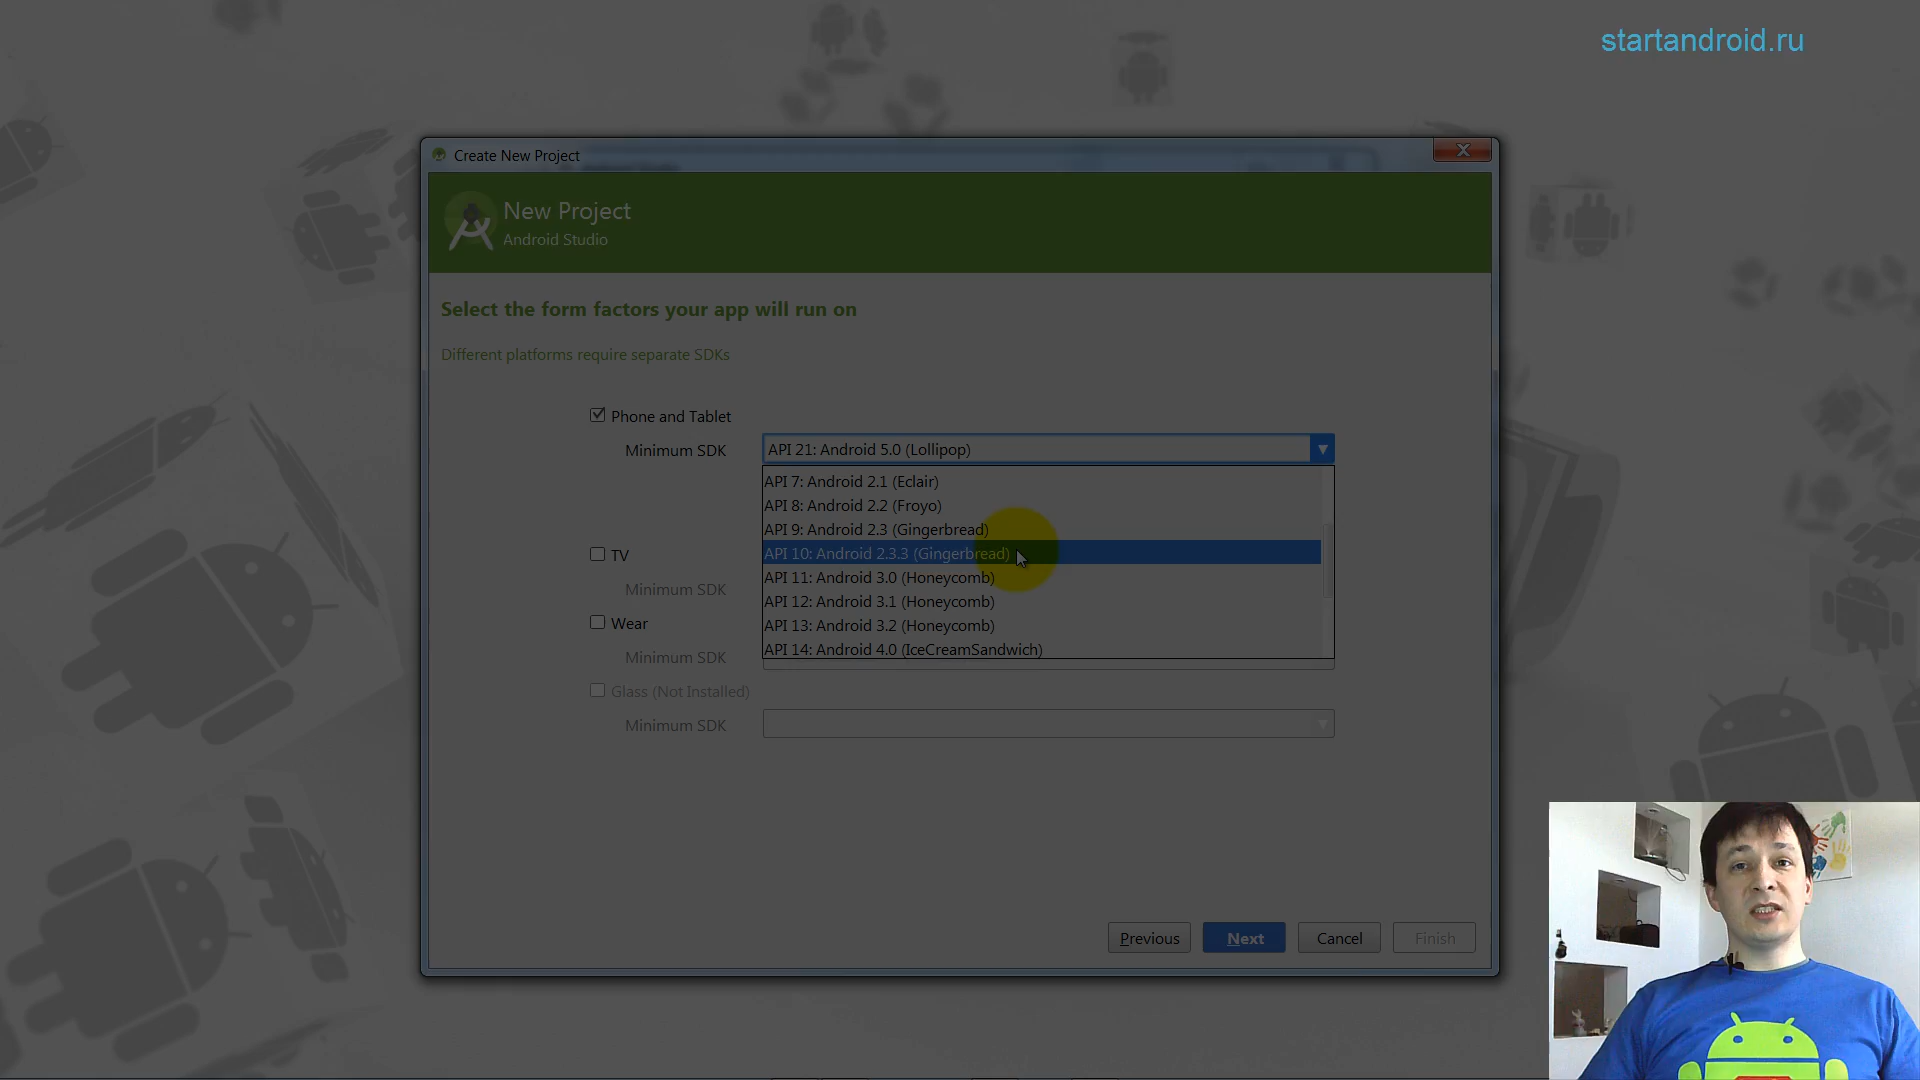 startandroid.ru
Create New Project
New Project
Android Studio
Select the form factors your app will run on
Different platforms require separate SDKs
Phone and Tablet
Minimum SDK
API 21: Android 5.0 (Lollipop)
API 7: Android 2.1 (Eclair)
API 8: Android 2.2 (Froyo)
API 9: Android 2.3 (Gingerbread)
API 10: Android 2.3.3 (Gingerbread)
API 11: Android 3.0 (Honeycomb)
API 12: Android 3.1 (Honeycomb)
API 13: Android 3.2 (Honeycomb)
API 14: Android 4.0 (IceCreamSandwich)
TV
Minimum SDK
Wear
Minimum SDK
Glass (Not Installed)
Minimum SDK
Previous
Next
Cancel
Finish